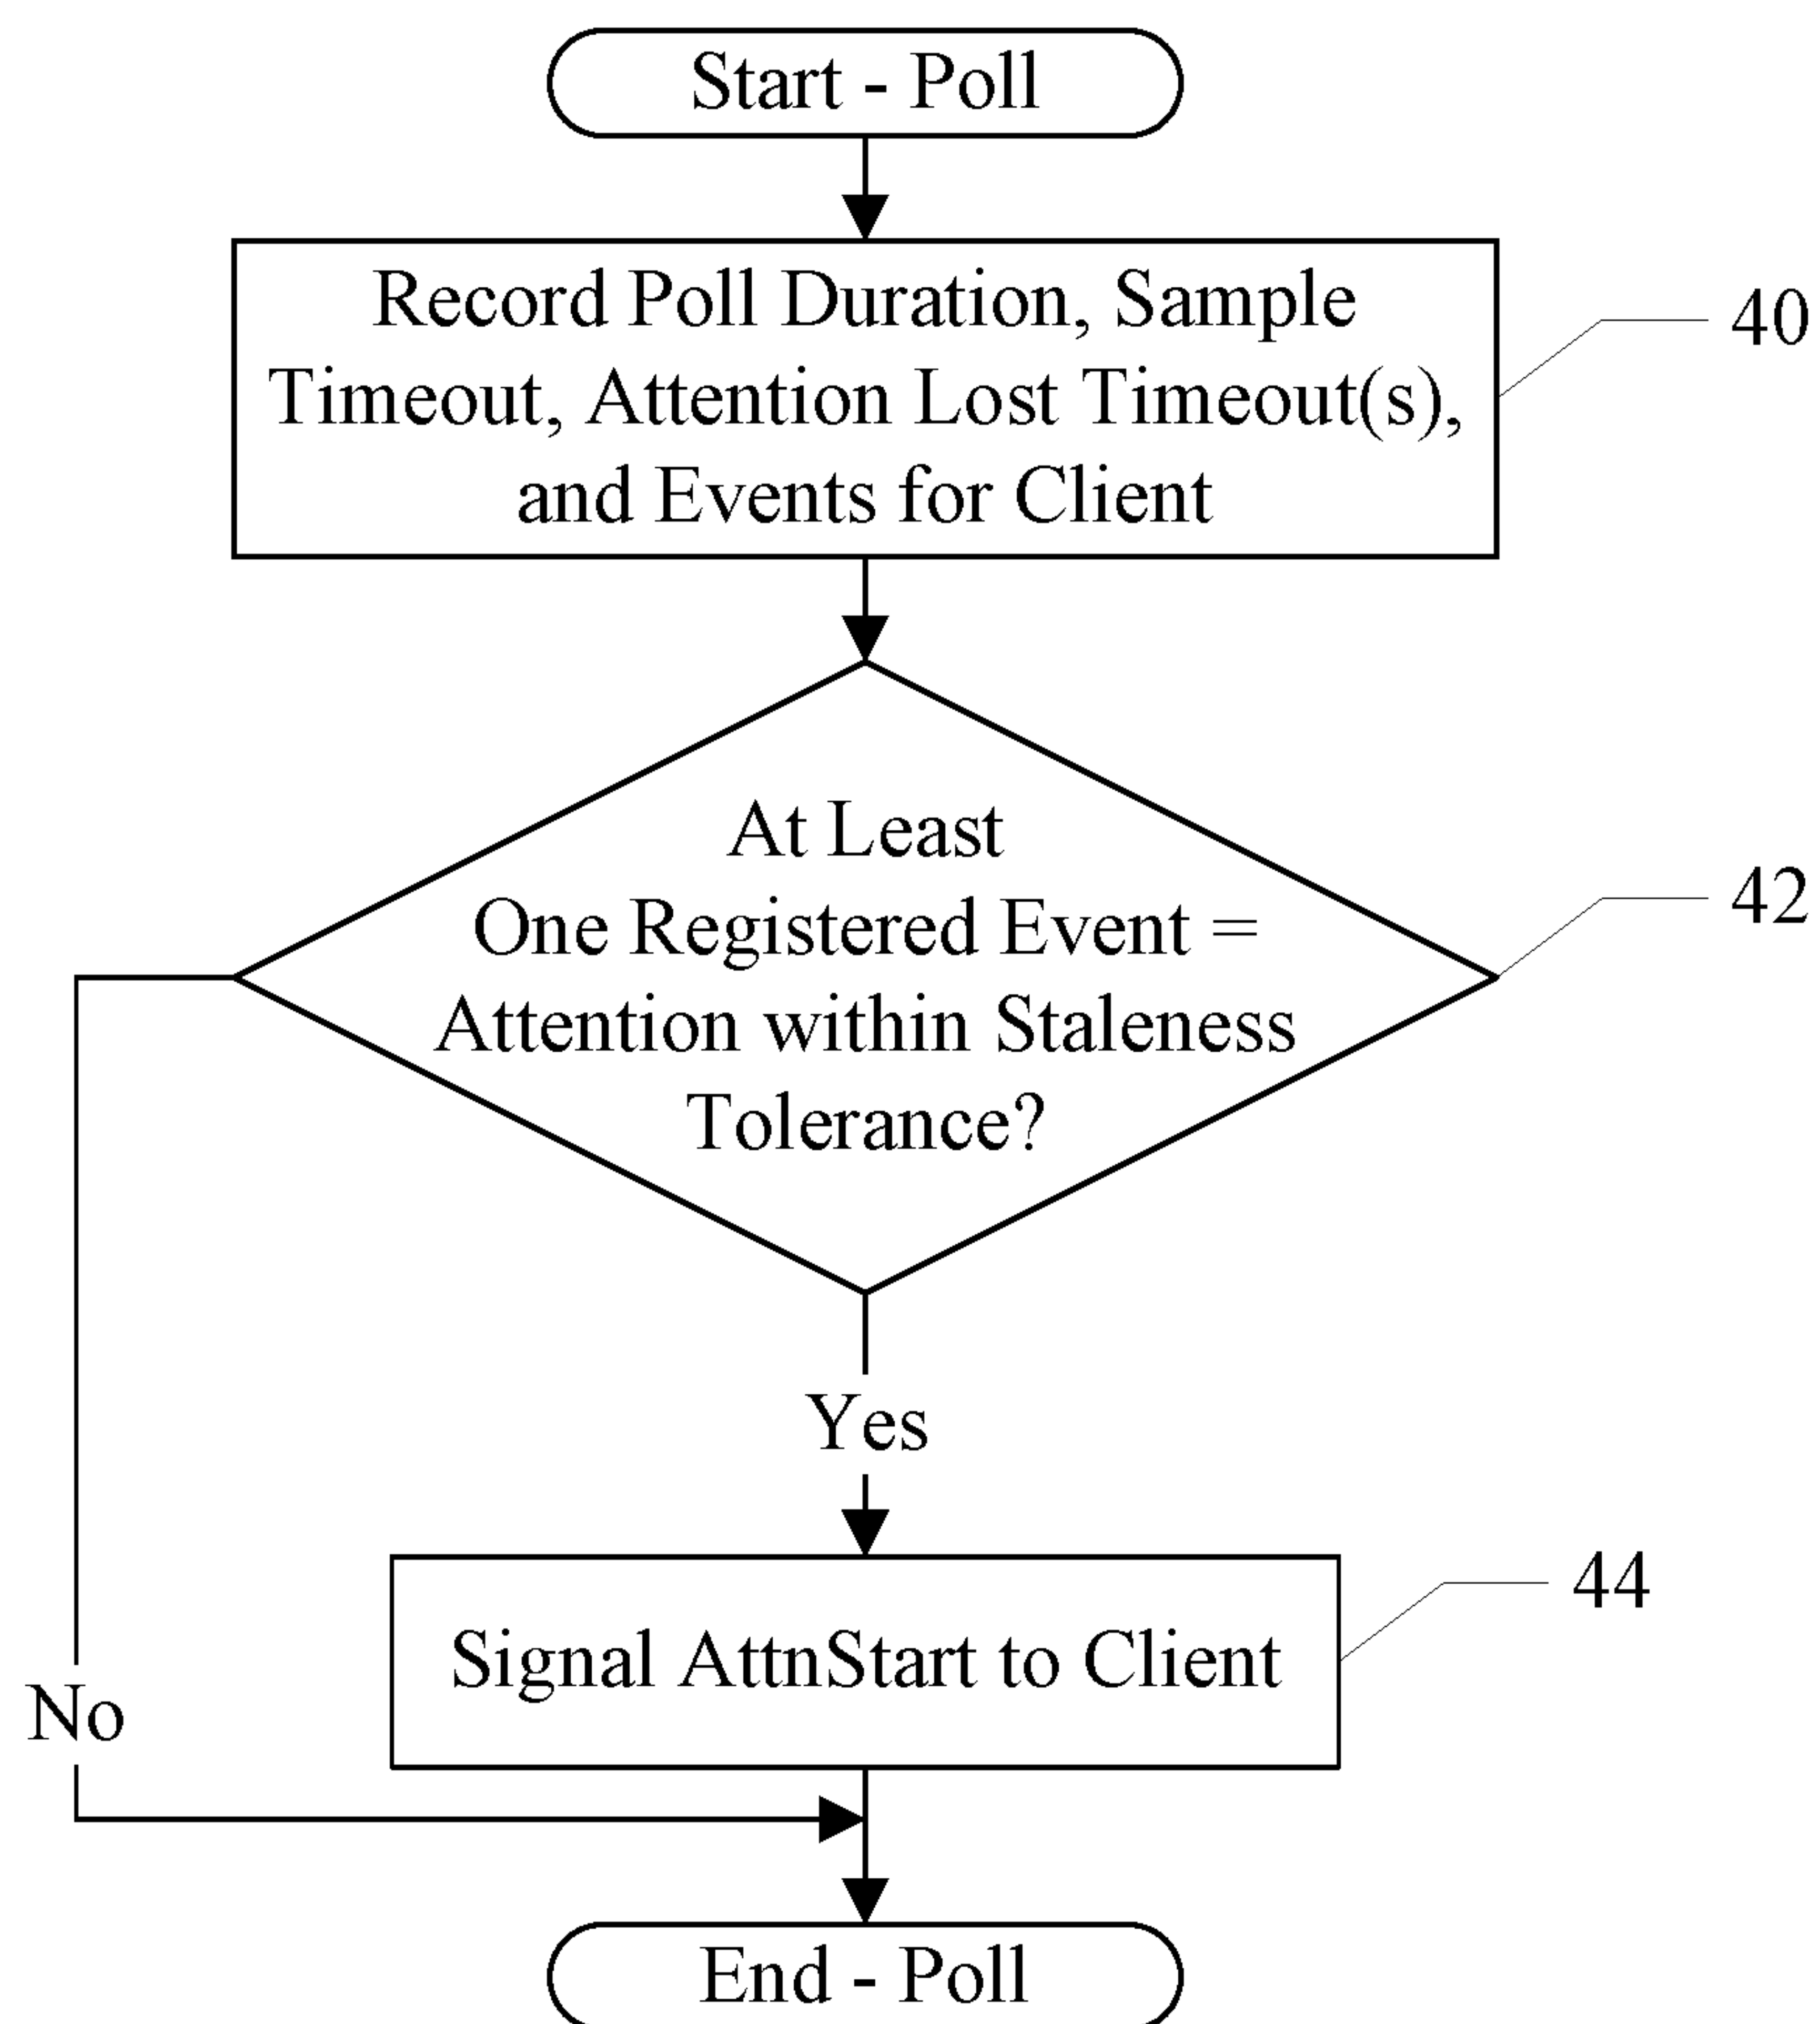 Start - Poll
Record Poll Duration, Sample
Timeout, Attention Lost Timeout(s),
and Events for Client
40
At Least
One Registered Event =
Attention within Staleness
Tolerance?
42
Yes
Signal AttnStart to Client
44
No
End - Poll